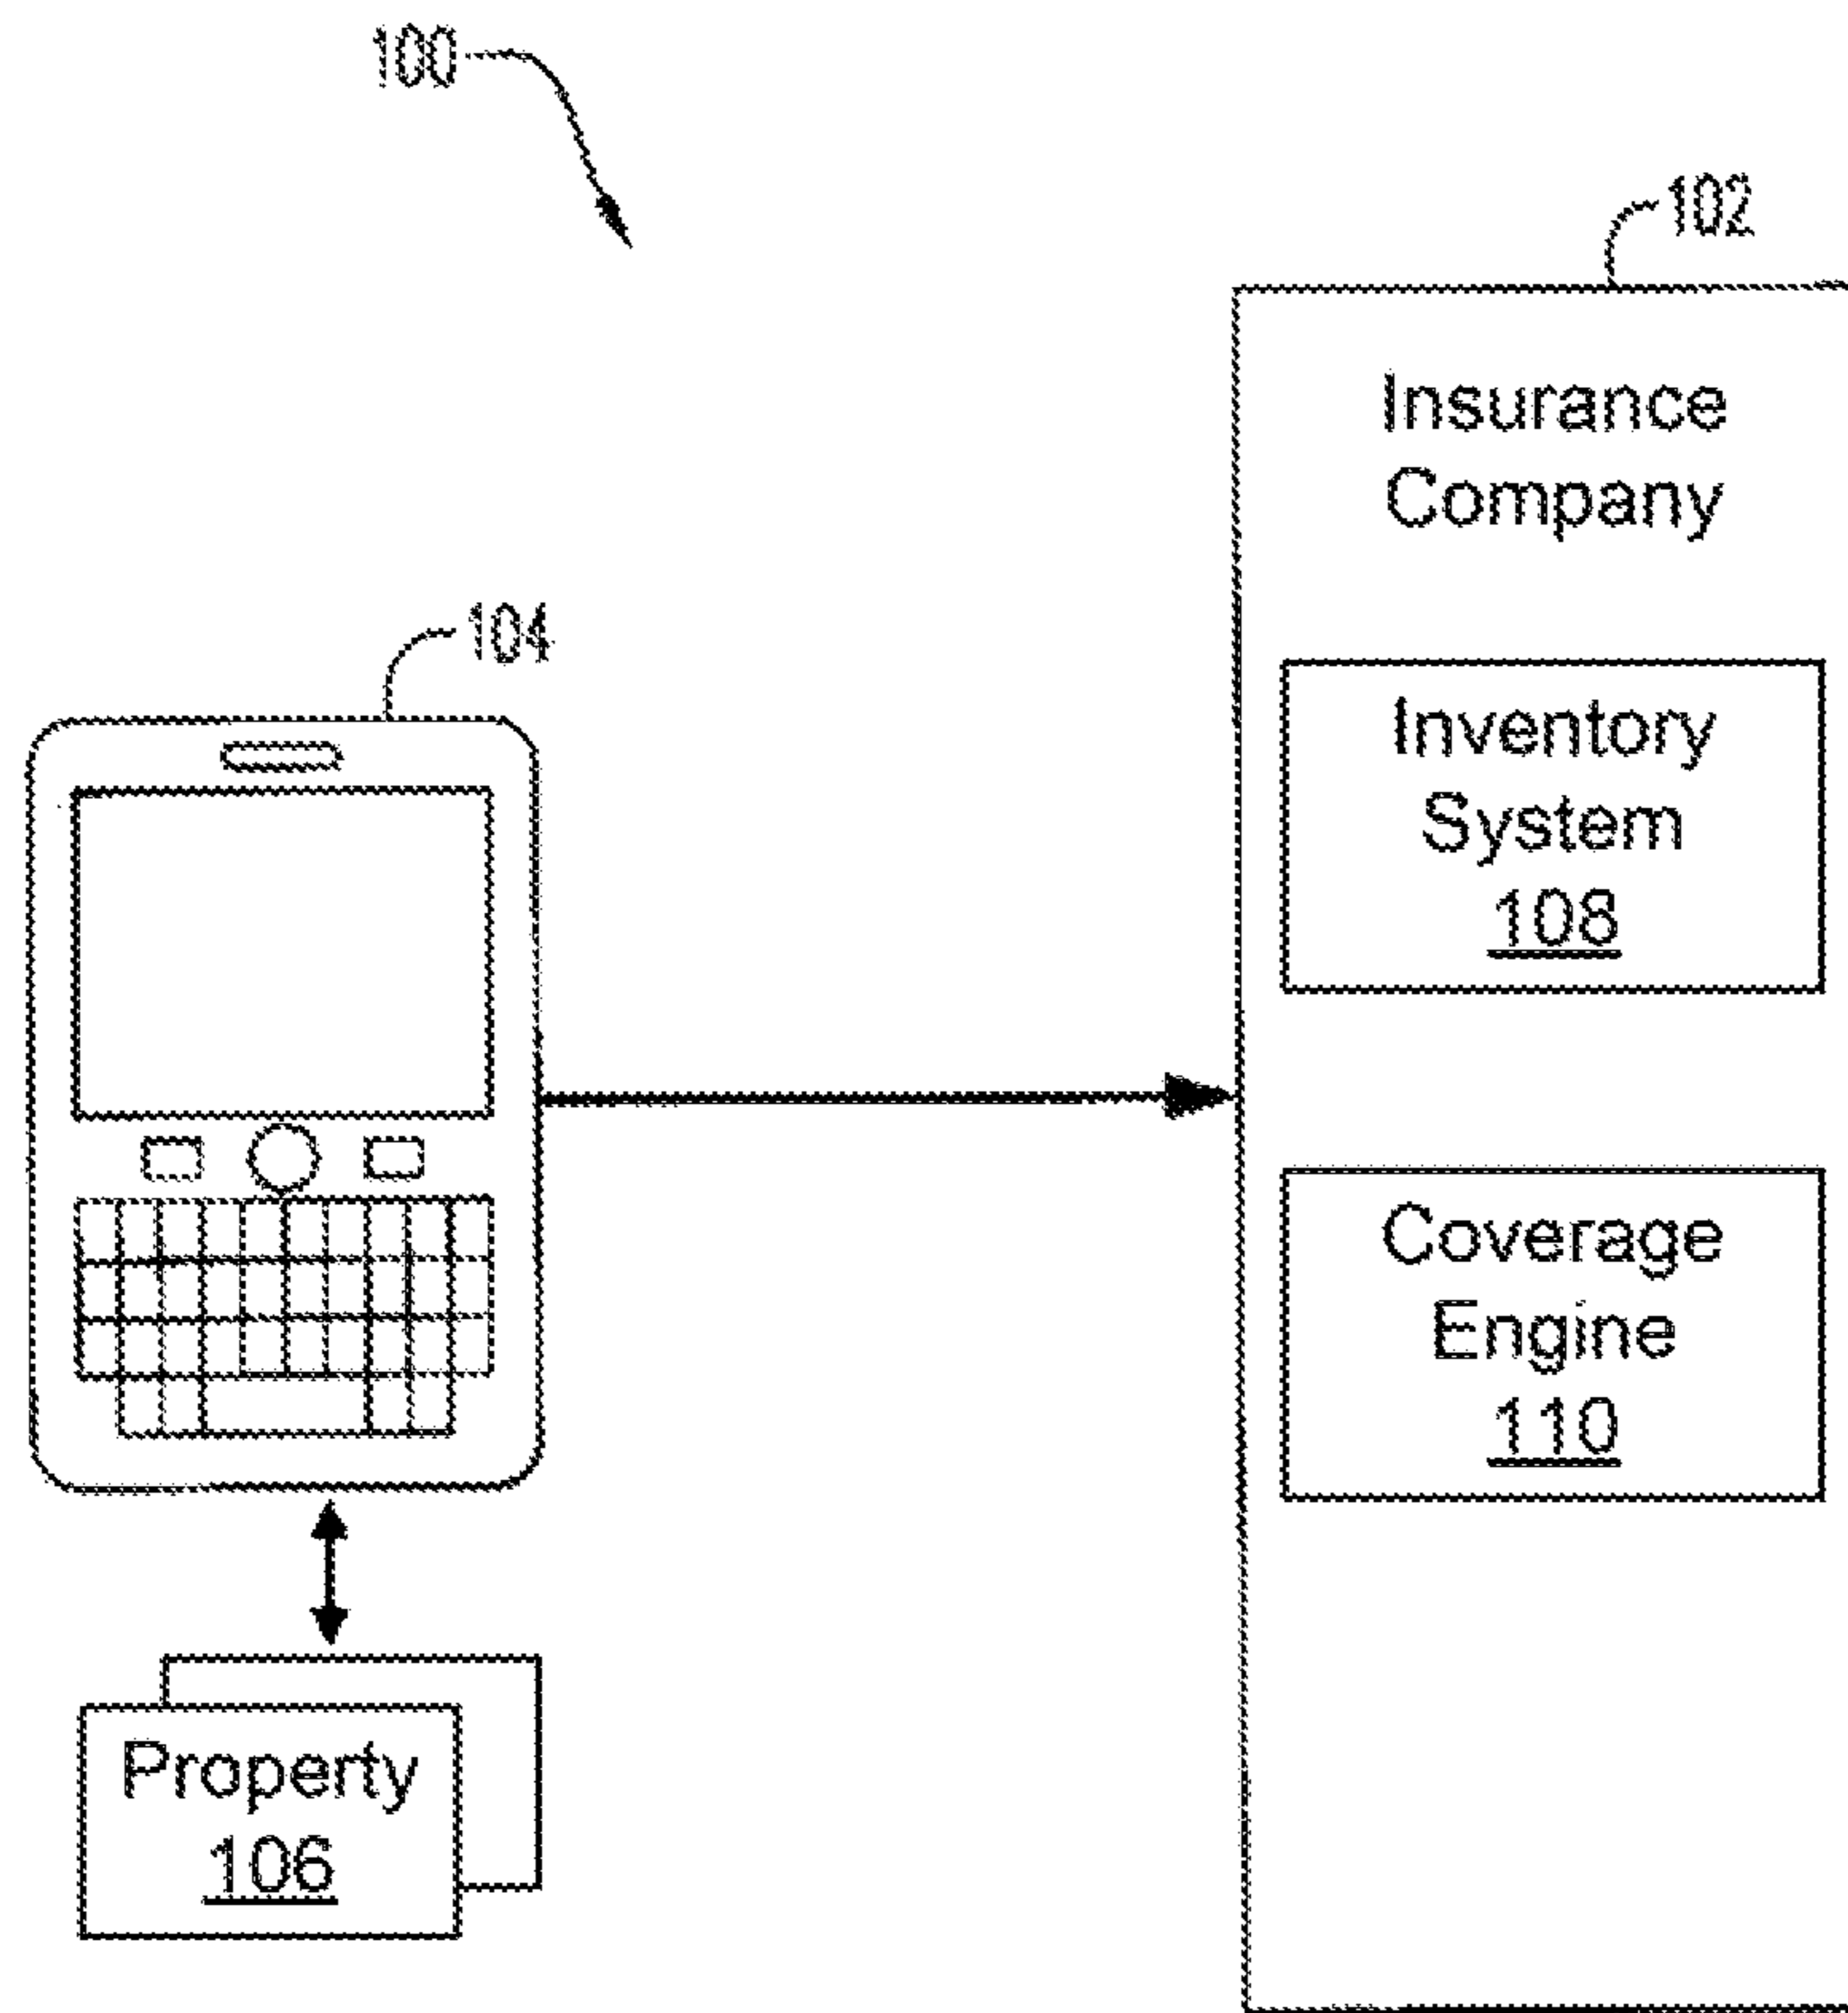 100
102
Insurance
Company
104
Inventory
System
108
Coverage
Engine
110
Property
106